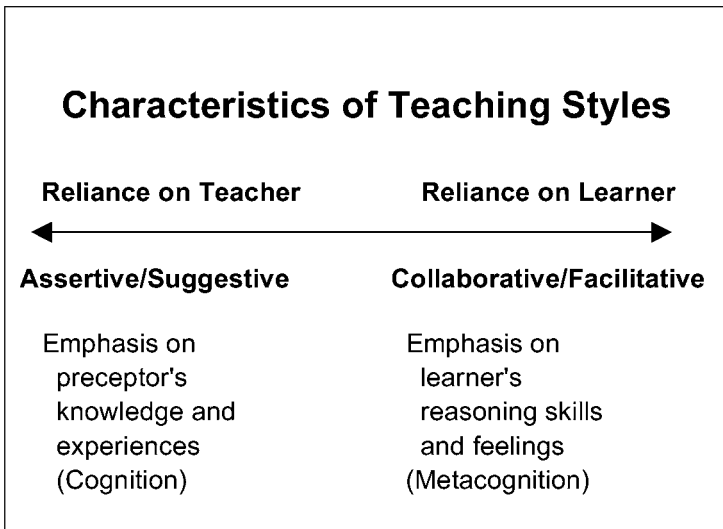 Characteristics of Teaching Styles
Reliance on Teacher
Reliance on Learner
Assertive/Suggestive
Collaborative/Facilitative
Emphasis on
preceptor's
knowledge and
experiences
(Cognition)
Emphasis on
learner's
reasoning skills
and feelings
(Metacognition)